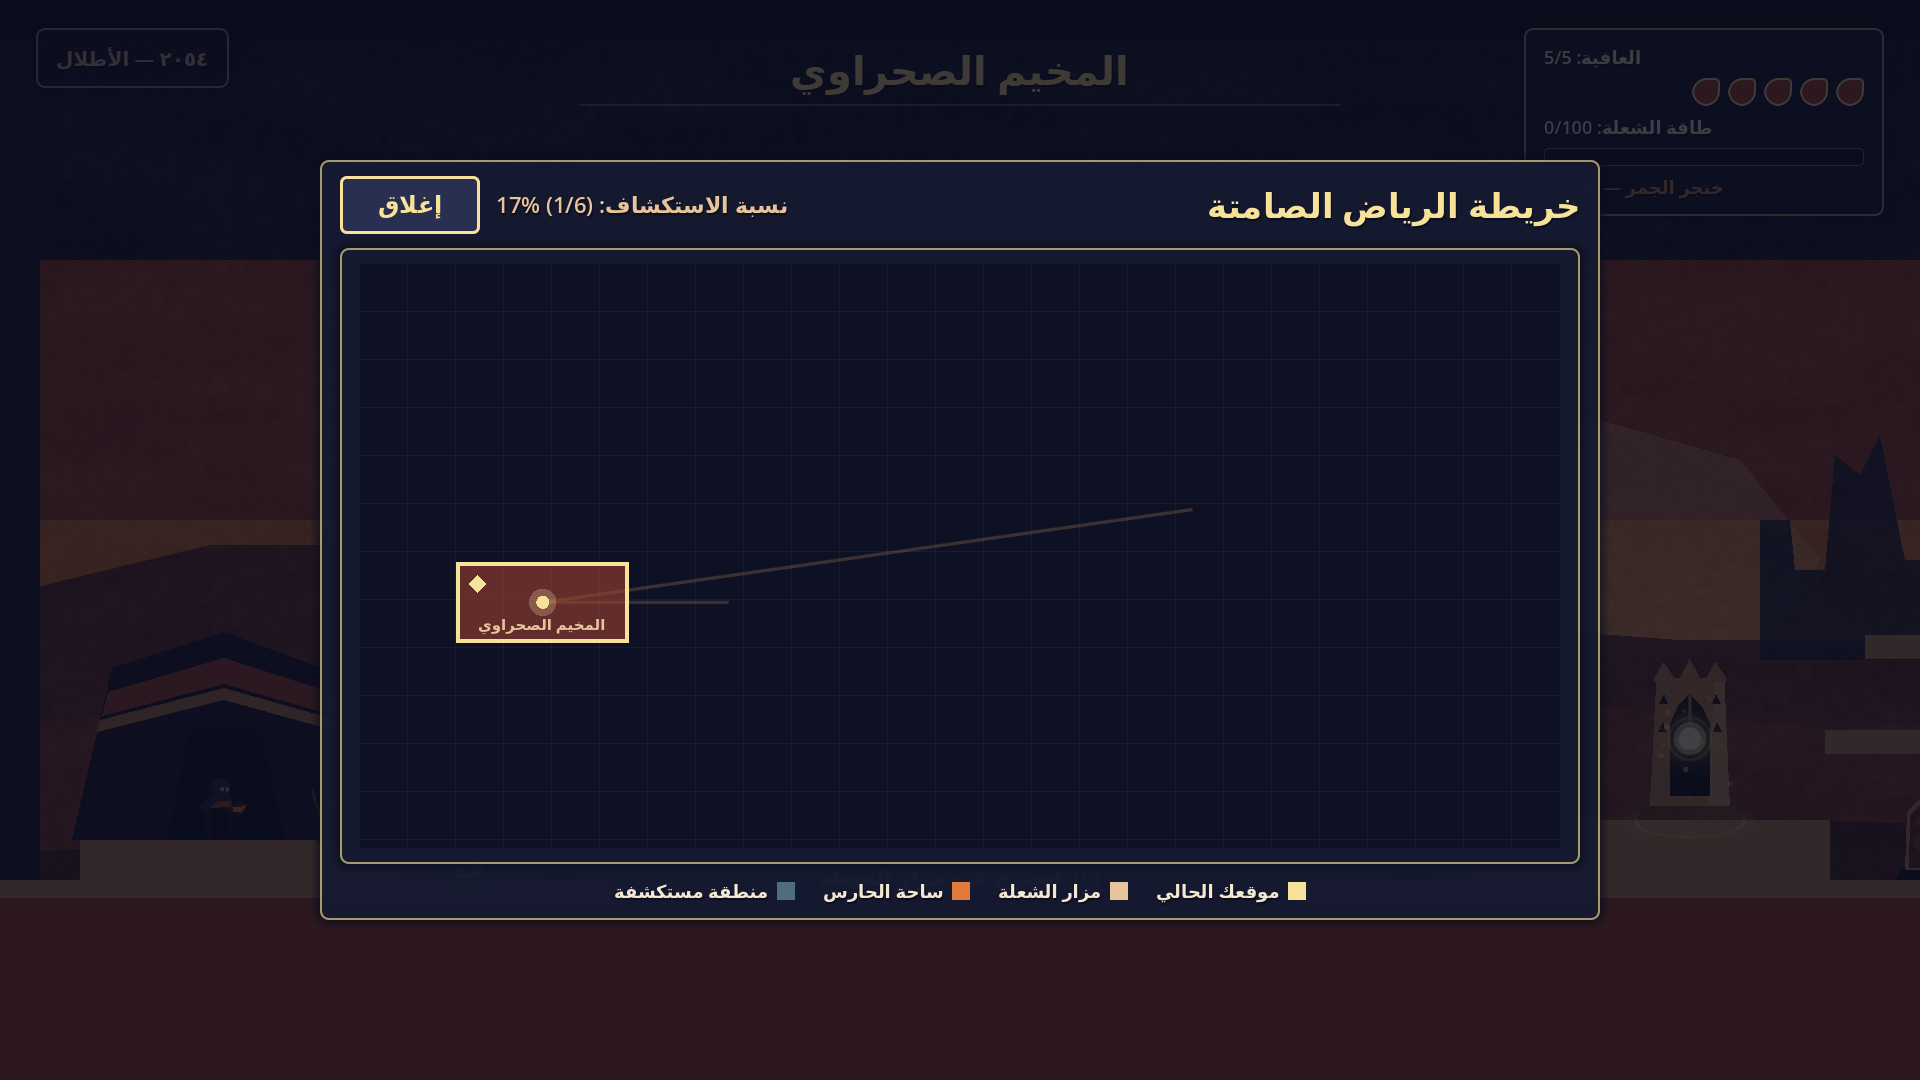 العافية: 5/5
المخيم الصحراوي
٢٠٥٤ — الأطلال
طاقة الشعلة: 0/100
خنجر الجمر —
خريطة الرياض الصامتة
نسبة الاستكشاف: 17% (1/6)
إغلاق
المخيم الصحراوي
موقعك الحالي
مزار الشعلة
ساحة الحارس
منطقة مستكشفة